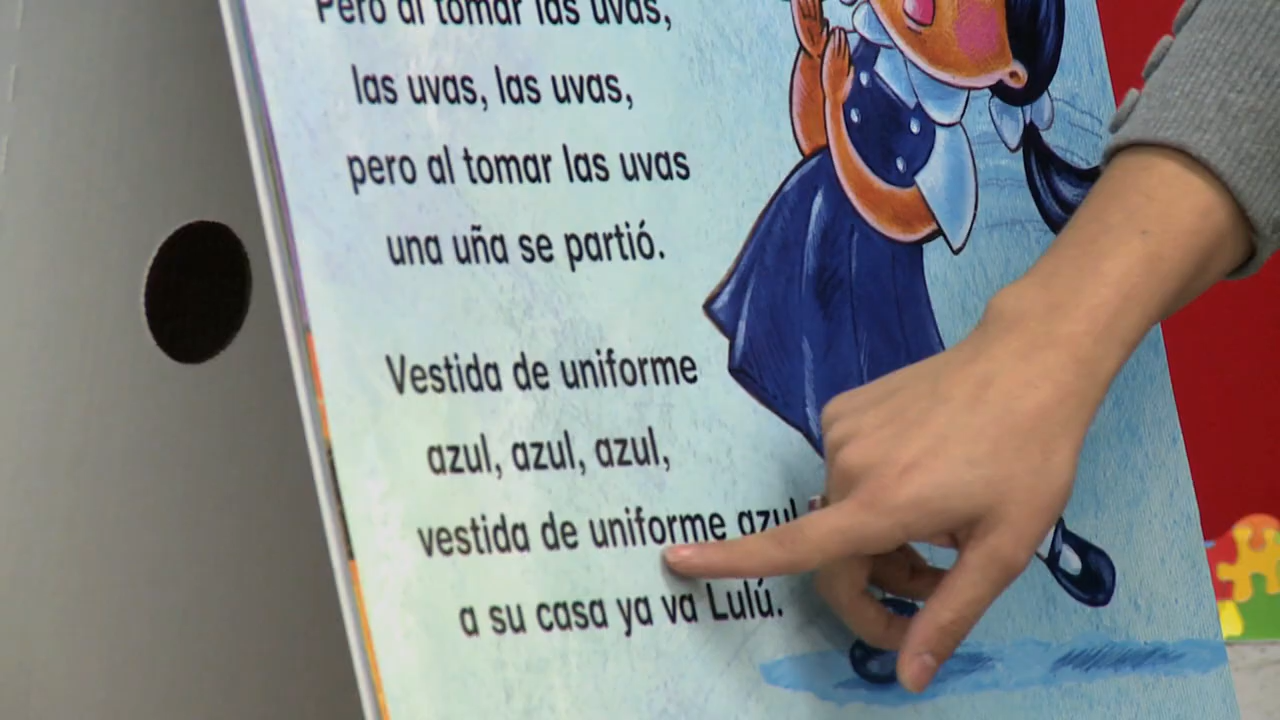 Pero al tomar las uvas,
las uvas, las uvas,
pero al tomar las uvas
una uña se partió.
Vestida de uniforme
azul, azul, azul,
vestida de uniforme azul
a su casa ya va Lulú.